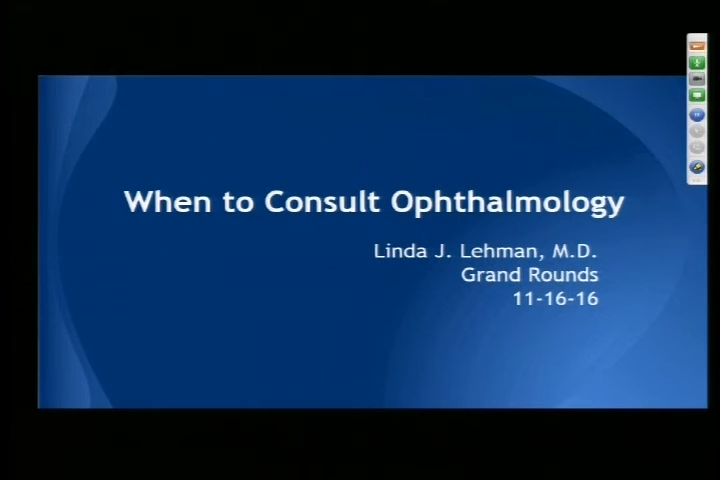 When to Consult Ophthalmology
Linda J. Lehman, M.D.
Grand Rounds
11-16-16